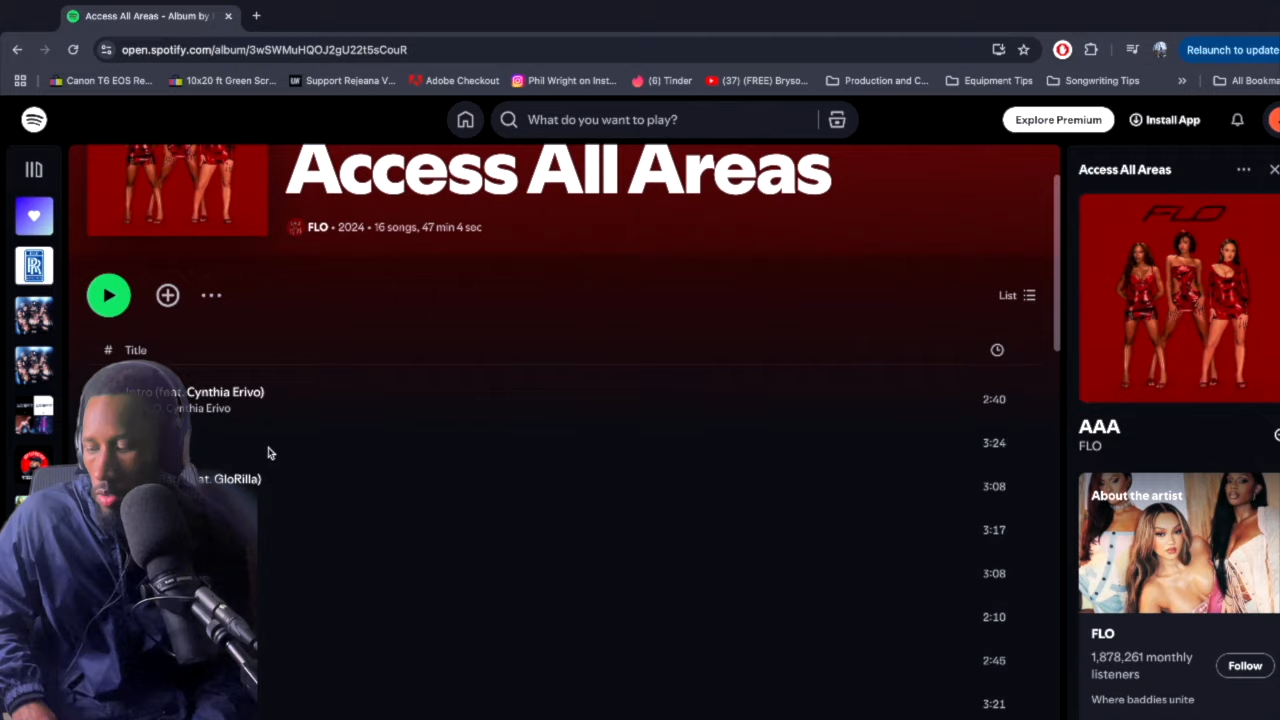 Access All Areas - Album by
open.spotify.com/album/3wSWMuHQOJ2gU22t5sCouR
Relaunch to update
Canon T6 EOS Re...
10x20 ft Green Scr...
Support Rejeana V...
Adobe Checkout
Phil Wright on Inst...
(6) Tinder
(37) (FREE) Bryso...
Production and C...
Equipment Tips
Songwriting Tips
»
All Bookma
What do you want to play?
Explore Premium
Install App
Access All Areas
FLO • 2024 • 16 songs, 47 min 4 sec
List
# Title
Intro (feat. Cynthia Erivo)
Cynthia Erivo
2:40
3:24
feat. GloRilla)
3:08
3:17
3:08
2:10
2:45
3:21
Access All Areas
FLO
AAA
FLO
About the artist
FLO
1,878,261 monthly
listeners
Follow
Where baddies unite